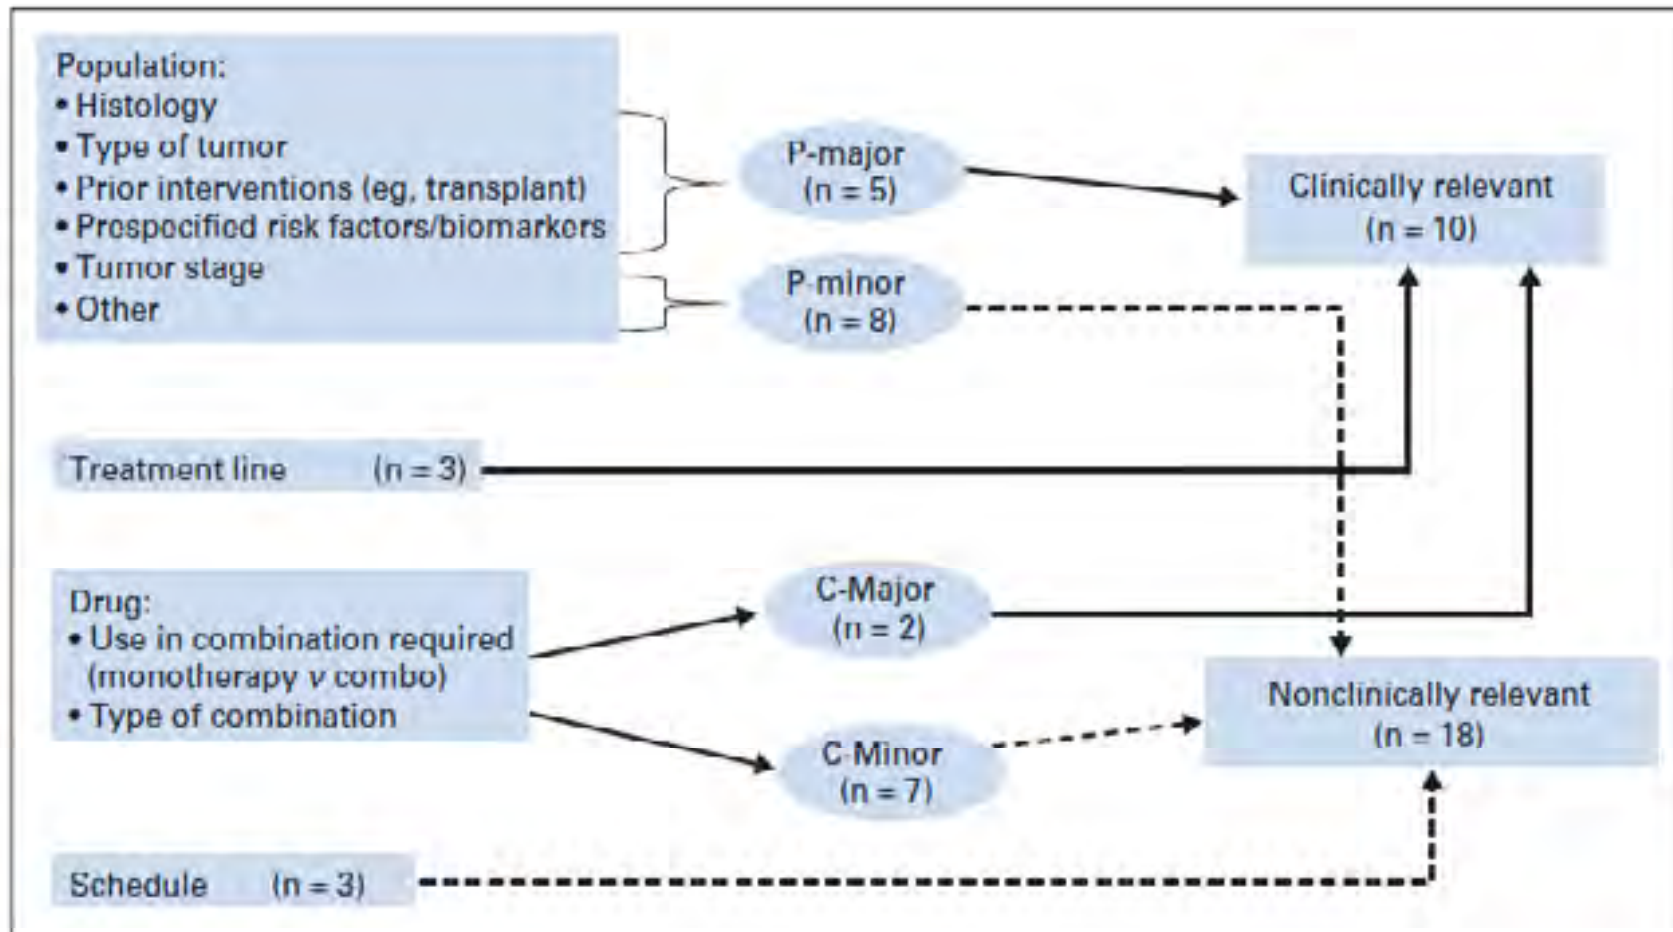 Population:
• Histology
• Type of tumor
• Prior interventions (eg, transplant)
• Prespecified risk factors/biomarkers
• Tumor stage
• Other
P-major
(n = 5)
P-minor
(n = 8)
Clinically relevant
(n = 10)
Treatment line (n = 3)
Drug:
• Use in combination required
(monotherapy v combo)
• Type of combination
C-Major
(n = 2)
C-Minor
(n = 7)
Nonclinically relevant
(n = 18)
Schedule (n = 3)